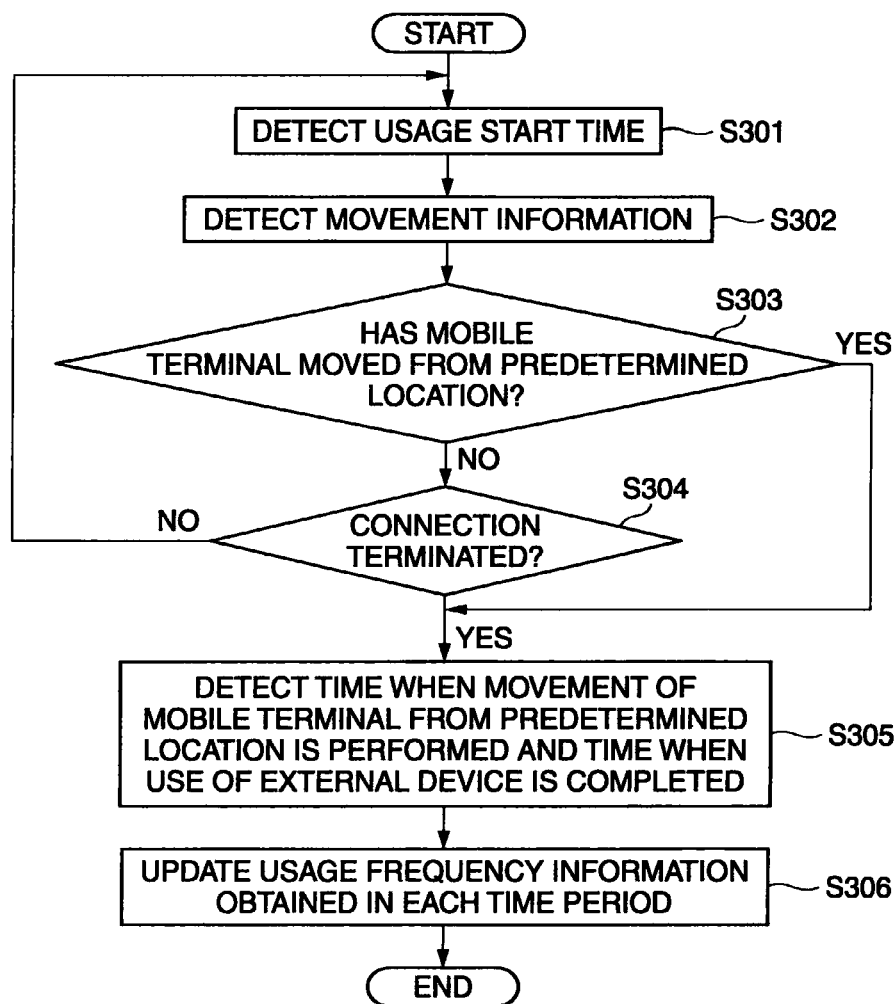 START
DETECT USAGE START TIME
S301
DETECT MOVEMENT INFORMATION
S302
S303
HAS MOBILE
TERMINAL MOVED FROM PREDETERMINED
LOCATION?
YES
NO
S304
NO
CONNECTION
TERMINATED?
YES
DETECT TIME WHEN MOVEMENT OF
MOBILE TERMINAL FROM PREDETERMINED
LOCATION IS PERFORMED AND TIME WHEN
USE OF EXTERNAL DEVICE IS COMPLETED
S305
UPDATE USAGE FREQUENCY INFORMATION
OBTAINED IN EACH TIME PERIOD
S306
END